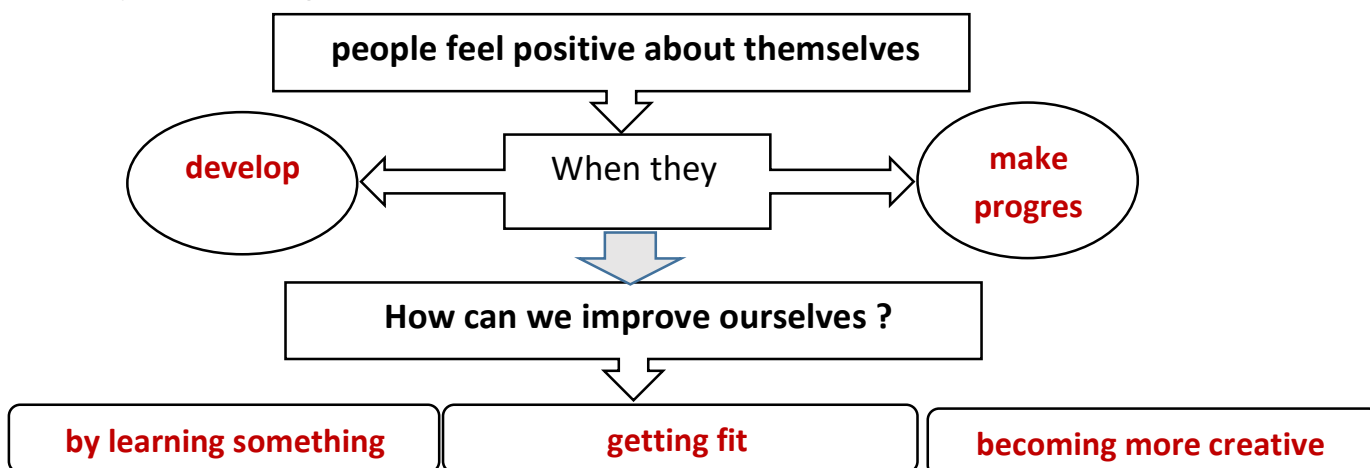 people feel positive about themselves
develop
When they
make
progres
How can we improve ourselves ?
by learning something
getting fit
becoming more creative